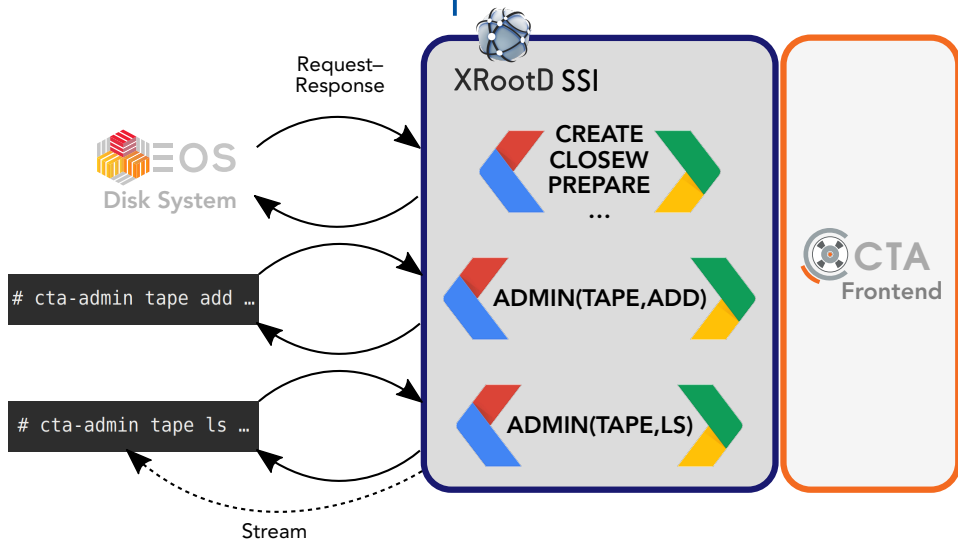 Request–
Response
XRootD SSI
EOS
Disk System
CREATE
CLOSEW
PREPARE
...
# cta-admin tape add …
ADMIN(TAPE,ADD)
CTA
Frontend
# cta-admin tape ls …
ADMIN(TAPE,LS)
Stream